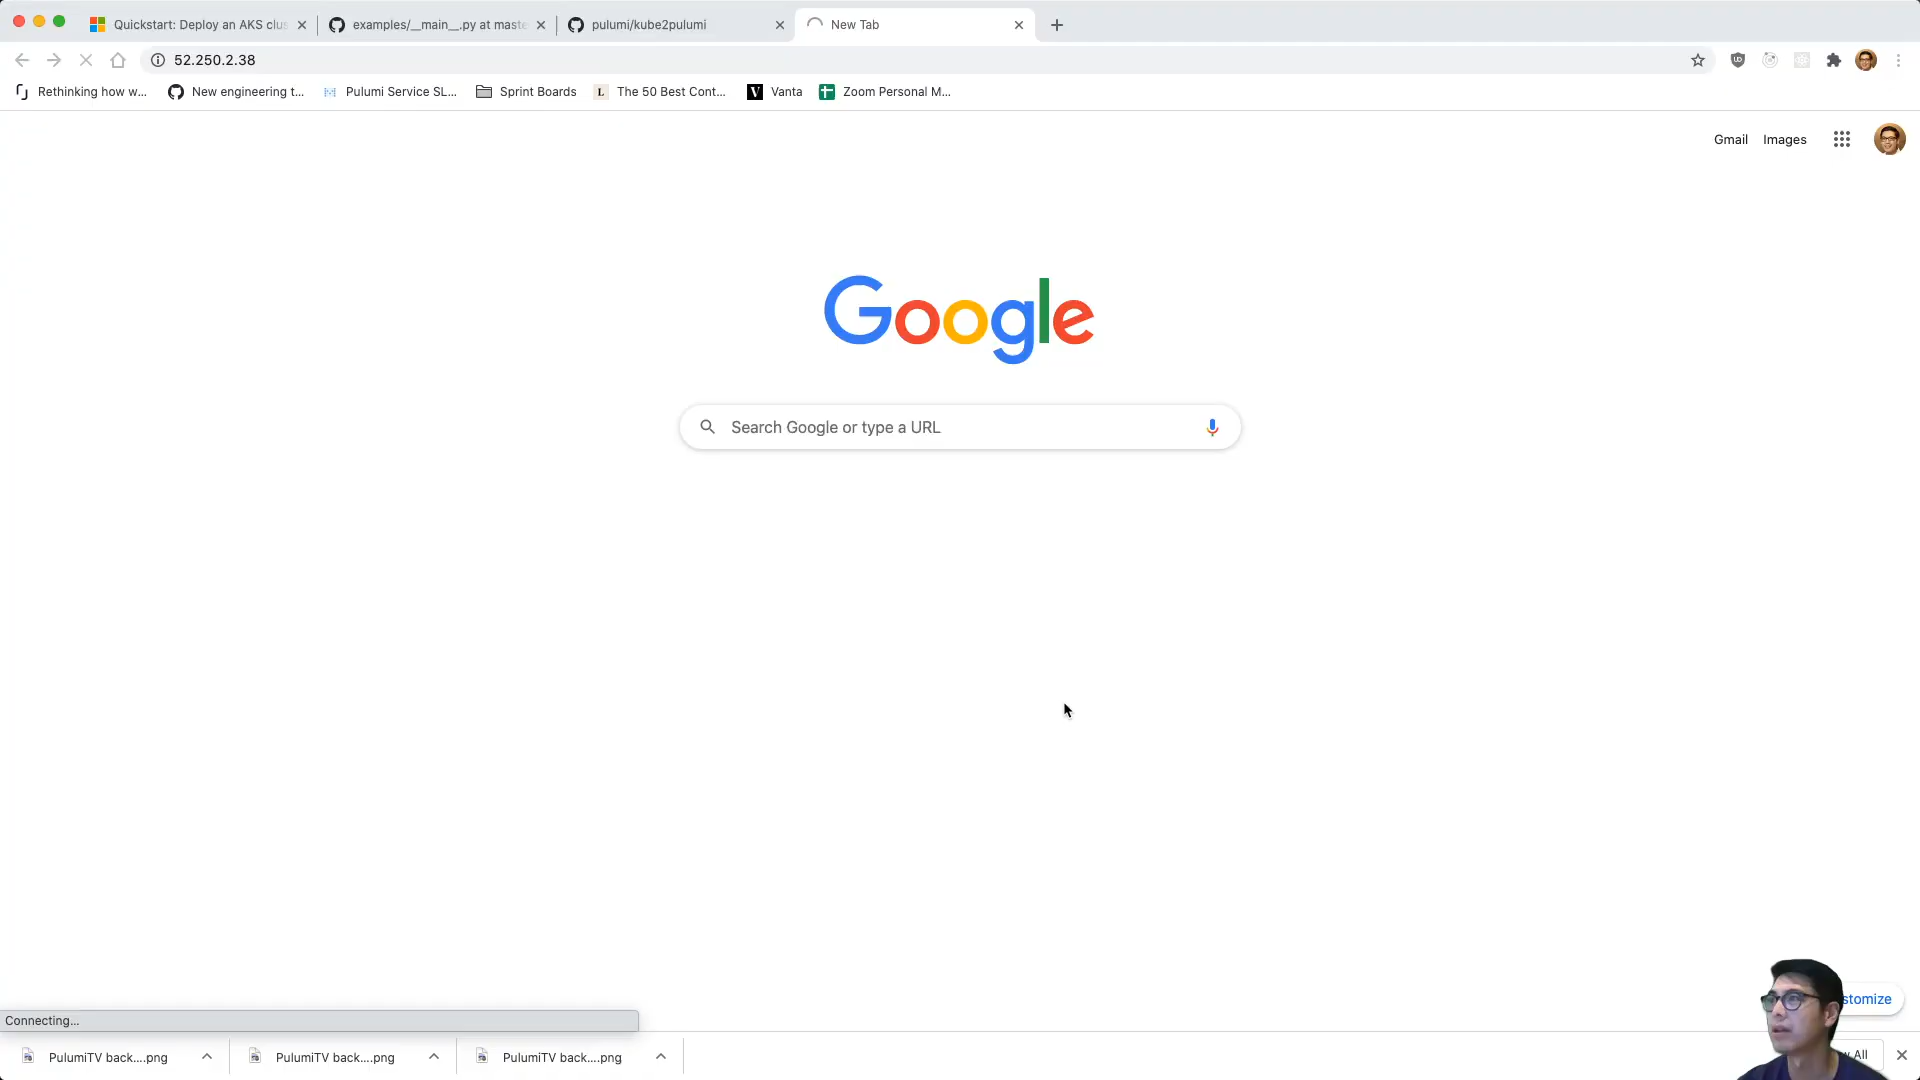 Quickstart: Deploy an AKS clus
examples/__main__.py at maste
pulumi/kube2pulumi
New Tab
52.250.2.38
Rethinking how w...
New engineering t...
Pulumi Service SL...
Sprint Boards
L The 50 Best Cont...
V Vanta
Zoom Personal M...
Gmail Images
Google
Search Google or type a URL
stomize
Connecting...
PulumiTV back....png
PulumiTV back....png
PulumiTV back....png
All